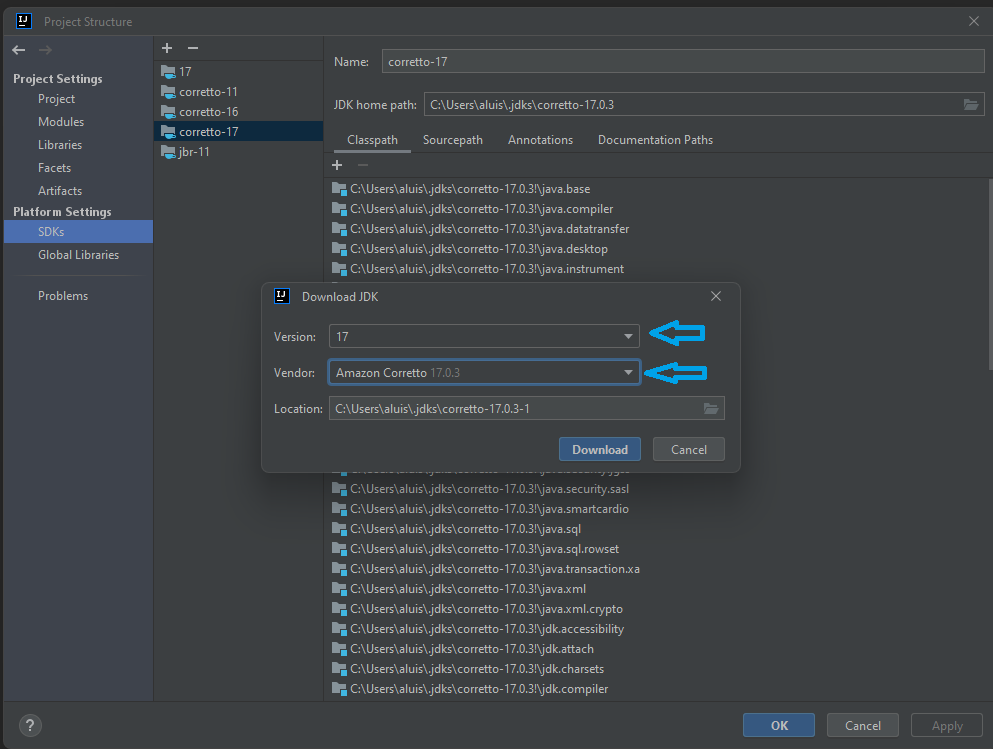 IJ Project Structure
Project Settings
Project
Modules
Libraries
Facets
Artifacts
Platform Settings
SDKs
Global Libraries
Problems
17
corretto-11
corretto-16
corretto-17
jbr-11
Name: corretto-17
JDK home path: C:\Users\aluis\.jdks\corretto-17.0.3
Classpath Sourcepath Annotations Documentation Paths
C:\Users\aluis\.jdks\corretto-17.0.3!\java.base
C:\Users\aluis\.jdks\corretto-17.0.3!\java.compiler
C:\Users\aluis\.jdks\corretto-17.0.3!\java.datatransfer
C:\Users\aluis\.jdks\corretto-17.0.3!\java.desktop
C:\Users\aluis\.jdks\corretto-17.0.3!\java.instrument
IJ Download JDK
Version: 17
Vendor: Amazon Corretto 17.0.3
Location: C:\Users\aluis\.jdks\corretto-17.0.3-1
Download Cancel
C:\Users\aluis\.jdks\corretto-17.0.3!\java.security.sasl
C:\Users\aluis\.jdks\corretto-17.0.3!\java.smartcardio
C:\Users\aluis\.jdks\corretto-17.0.3!\java.sql
C:\Users\aluis\.jdks\corretto-17.0.3!\java.sql.rowset
C:\Users\aluis\.jdks\corretto-17.0.3!\java.transaction.xa
C:\Users\aluis\.jdks\corretto-17.0.3!\java.xml
C:\Users\aluis\.jdks\corretto-17.0.3!\java.xml.crypto
C:\Users\aluis\.jdks\corretto-17.0.3!\jdk.accessibility
C:\Users\aluis\.jdks\corretto-17.0.3!\jdk.attach
C:\Users\aluis\.jdks\corretto-17.0.3!\jdk.charsets
C:\Users\aluis\.jdks\corretto-17.0.3!\jdk.compiler
? OK Cancel Apply